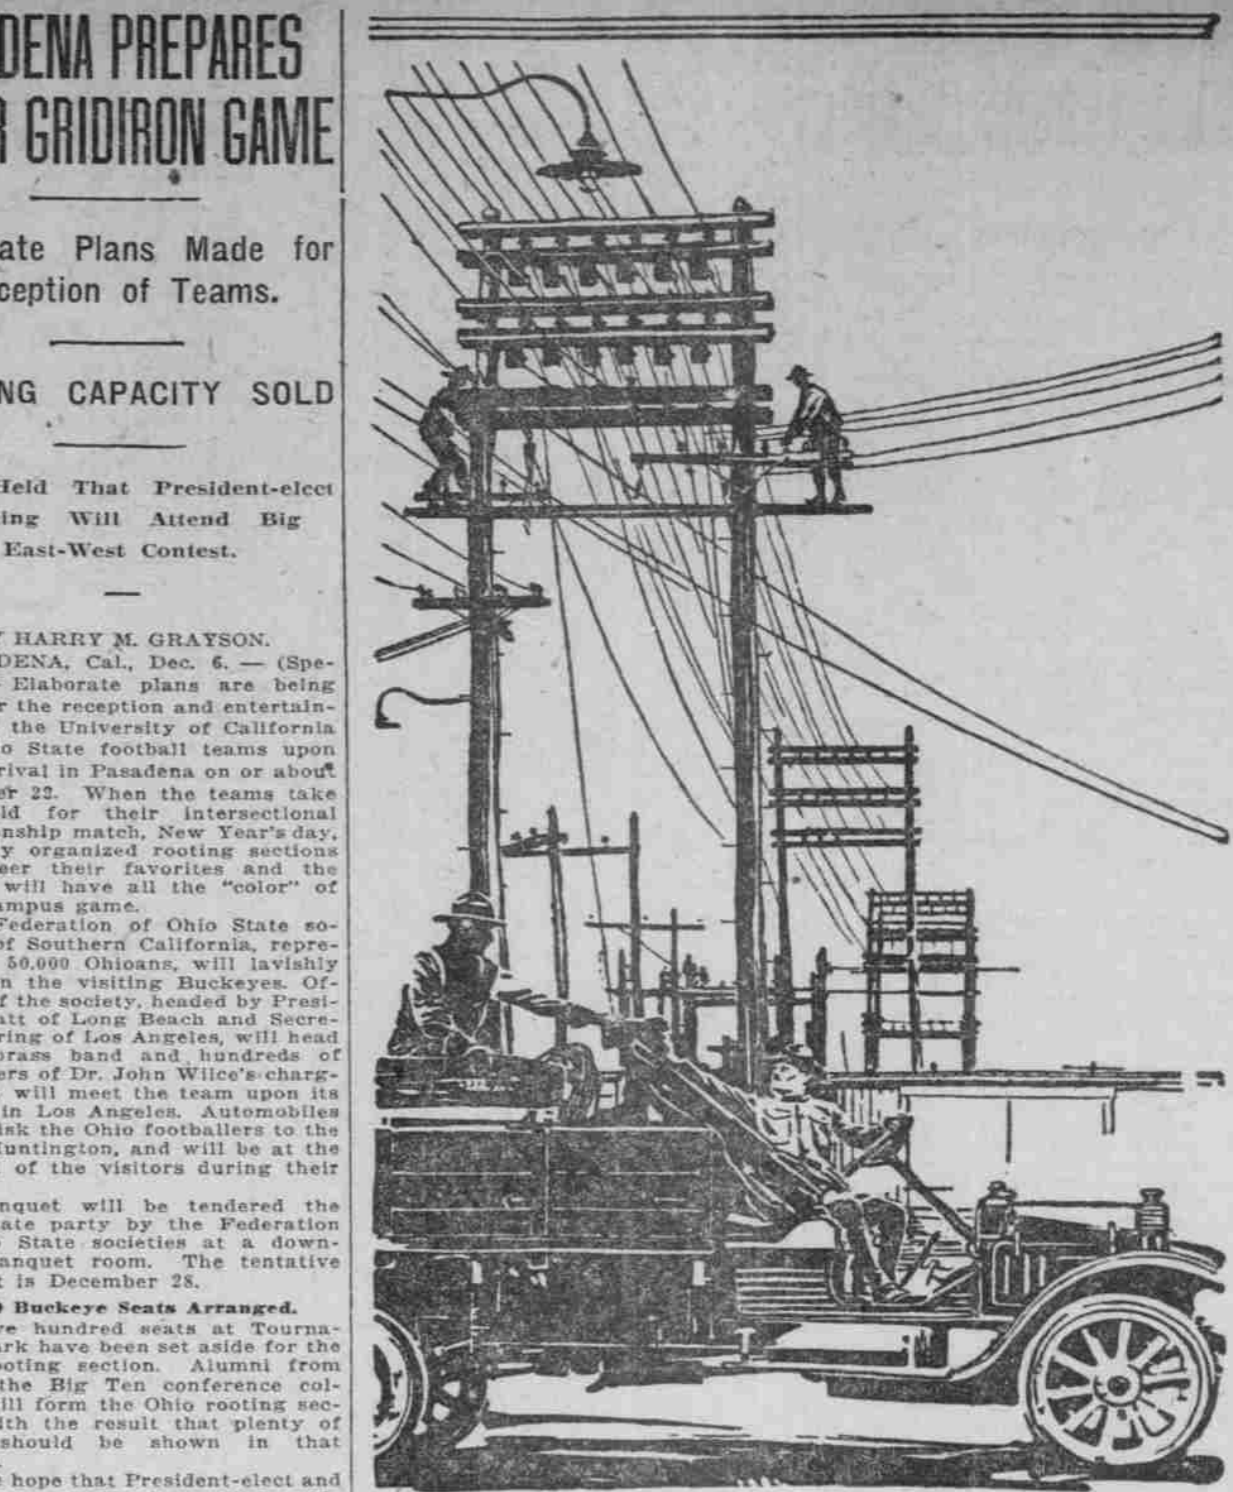 DENA PREPARES
R GRIDIRON GAME
ate Plans Made for
ception of Teams.
NG CAPACITY SOLD
Held That President-elect
ing Will Attend Big
East-West Contest.
Y HARRY M. GRAYSON.
DENA, Cal., Dec. 6. — (Spe-
Elaborate plans are being
r the reception and entertain-
the University of California
o State football teams upon
rival in Pasadena on or about
er 22. When the teams take
ld for their intersectional
onship match, New Year's day,
y organized rooting sections
eer their favorites and the
will have all the "color" of
ampus game.
Federation of Ohio State so-
of Southern California, repre-
50,000 Ohioans, will lavishly
n the visiting Buckeyes. Of-
f the society, headed by Presi-
att of Long Beach and Secre-
ring of Los Angeles, will head
brass band and hundreds of
ers of Dr. John Wilce's charg-
will meet the team upon its
in Los Angeles. Automobiles
isk the Ohio footballers to the
Huntington, and will be at the
of the visitors during their
nquet will be tendered the
ate party by the Federation
State societies at a down-
anquet room. The tentative
t is December 28.
0 Buckeye Seats Arranged.
ve hundred seats at Tourna-
ark have been set aside for the
ooting section. Alumni from
the Big Ten conference col-
ill form the Ohio rooting sec-
ith the result that plenty of
should be shown in that
e hope that President-elect and